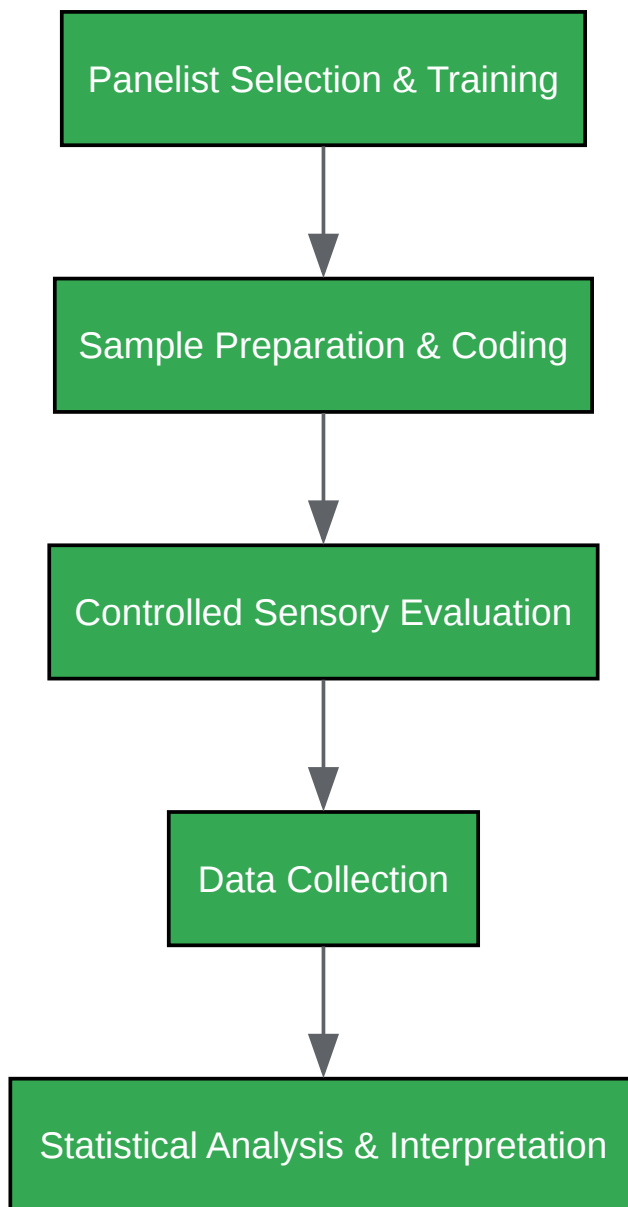 Panelist Selection & Training
Sample Preparation & Coding
Controlled Sensory Evaluation
Data Collection
Statistical Analysis & Interpretation